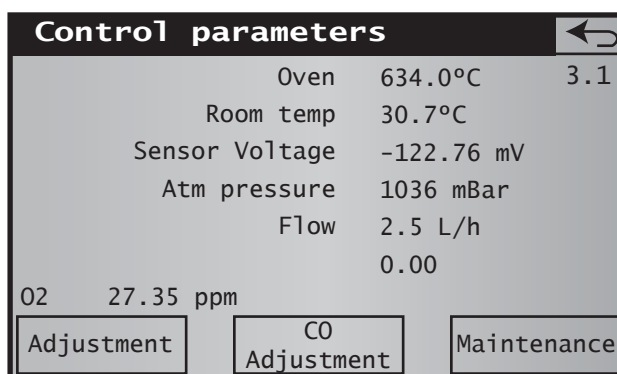 Control parameters
Oven 634.0ºC 3.1
Room temp 30.7ºC
Sensor Voltage -122.76 mV
Atm pressure 1036 mBar
Flow 2.5 L/h
0.00
O2 27.35 ppm
Adjustment CO Adjustment Maintenance